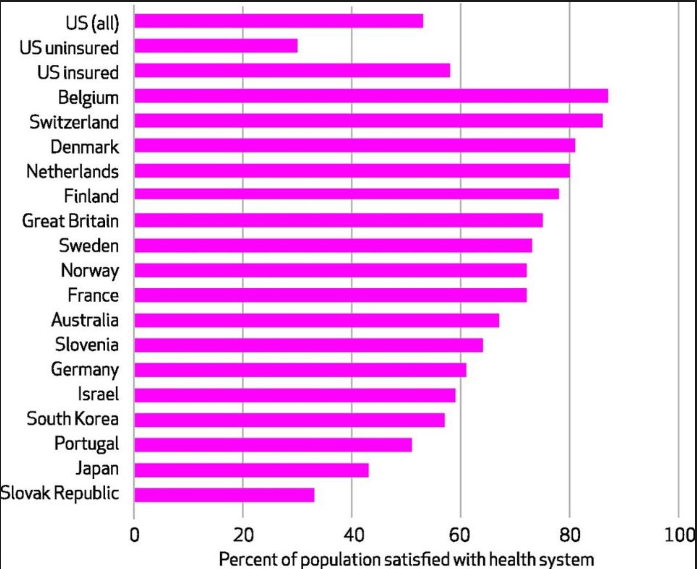 US (all)
US uninsured
US insured
Belgium
Switzerland
Denmark
Netherlands
Finland
Great Britain
Sweden
Norway
France
Australia
Slovenia
Germany
Israel
South Korea
Portugal
Japan
Slovak Republic
0 20 40 60 80 100
Percent of population satisfied with health system